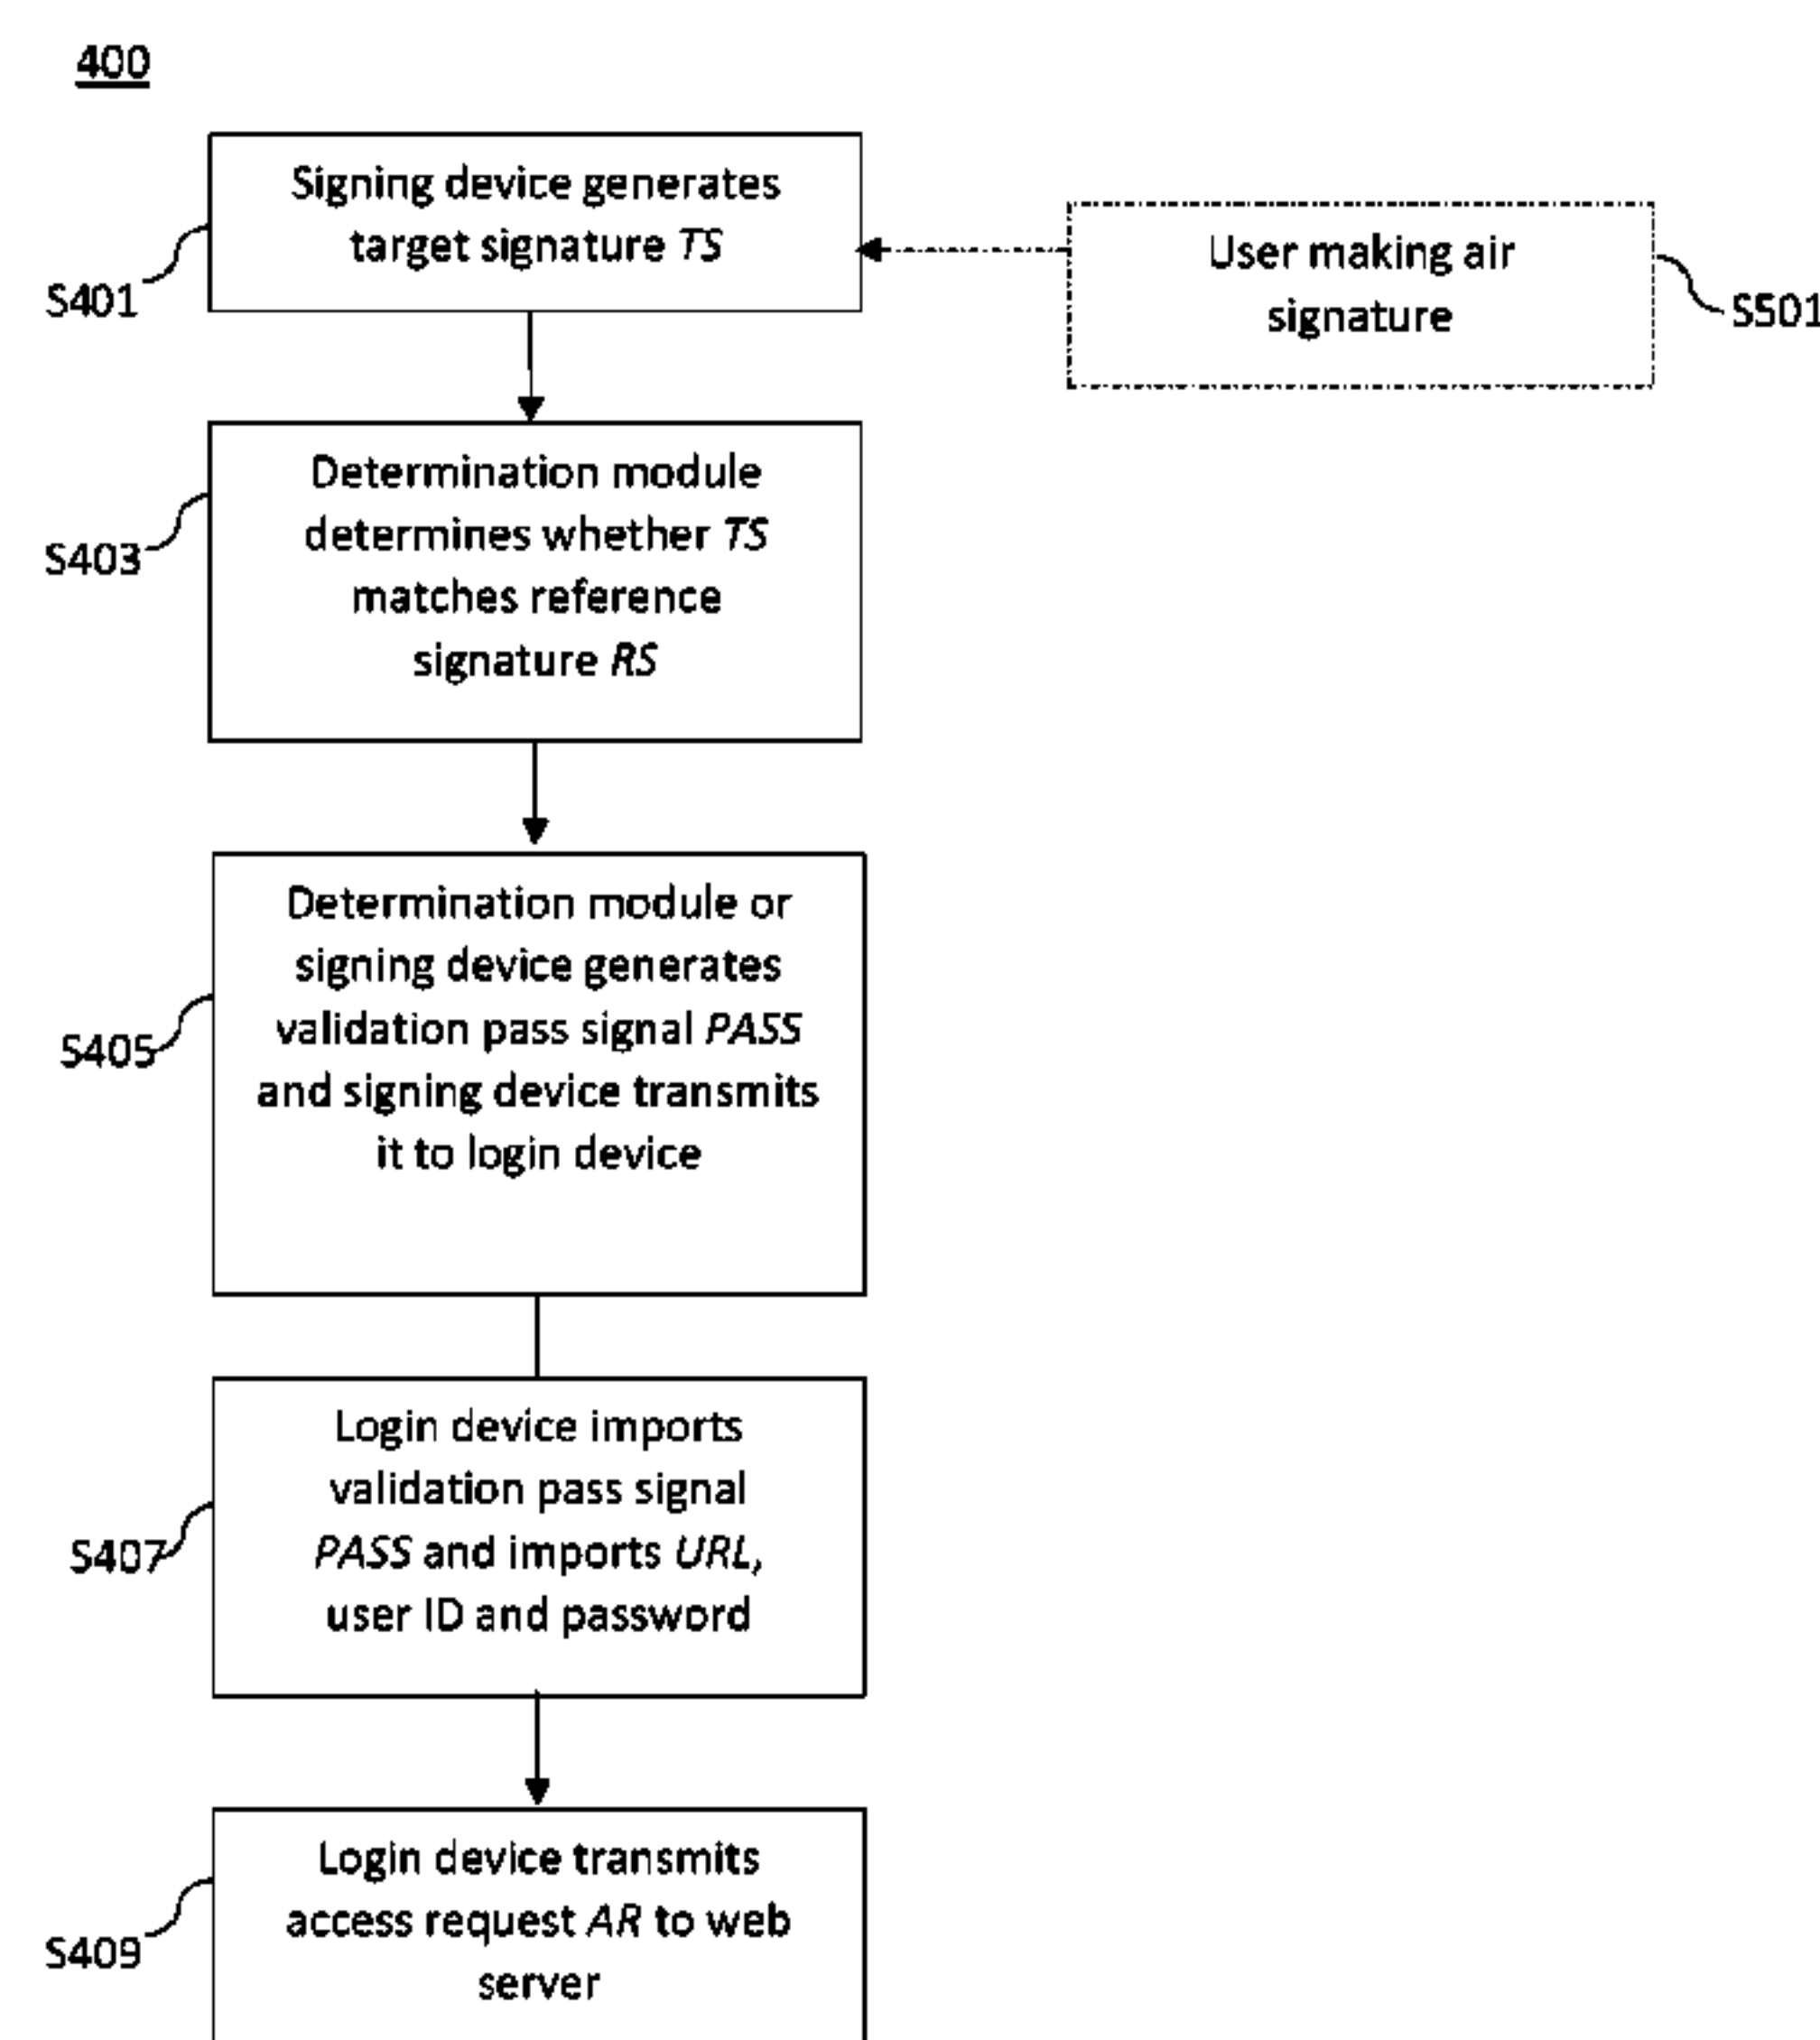 400
Signing device generates
target signature TS
S401
User making air
signature
S501
Determination module
determines whether TS
matches reference
signature RS
S403
Determination module or
signing device generates
validation pass signal PASS
and signing device transmits
it to login device
S405
Login device imports
validation pass signal
PASS and imports URL,
user ID and password
S407
Login device transmits
access request AR to web
server
S409